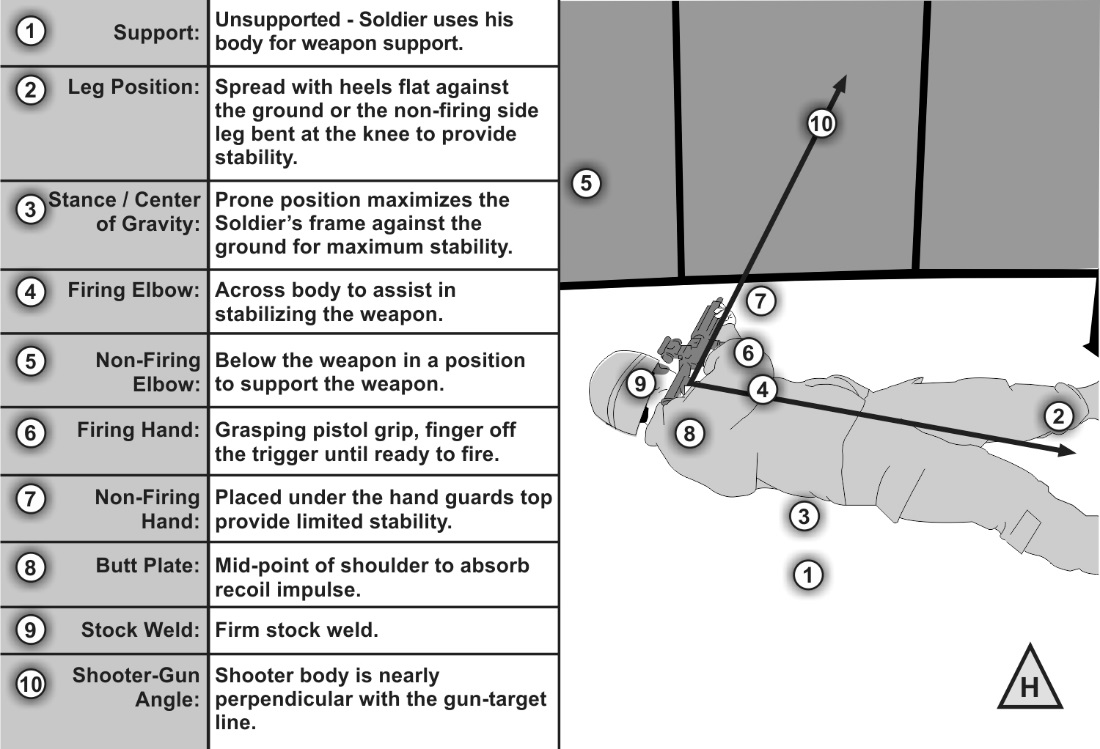 1 Support: Unsupported - Soldier uses his
body for weapon support.
2 Leg Position: Spread with heels flat against
the ground or the non-firing side
leg bent at the knee to provide
stability.
3 Stance / Center
of Gravity:
Prone position maximizes the
Soldier's frame against the
ground for maximum stability.
4 Firing Elbow: Across body to assist in
stabilizing the weapon.
5 Non-Firing
Elbow:
Below the weapon in a position
to support the weapon.
6 Firing Hand: Grasping pistol grip, finger off
the trigger until ready to fire.
7 Non-Firing
Hand:
Placed under the hand guards top
provide limited stability.
8 Butt Plate: Mid-point of shoulder to absorb
recoil impulse.
9 Stock Weld: Firm stock weld.
10 Shooter-Gun
Angle:
Shooter body is nearly
perpendicular with the gun-target
line.
10
5
7
6
9
4
2
8
3
1
H